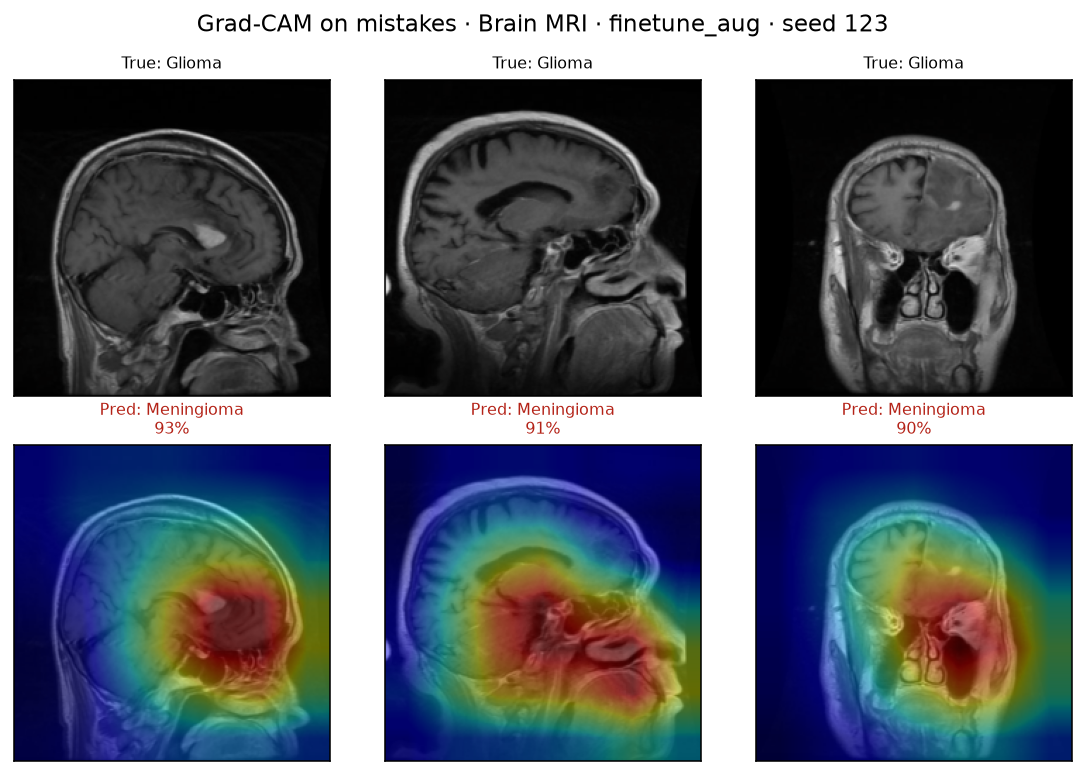 Grad-CAM on mistakes · Brain MRI · finetune_aug · seed 123
True: Glioma
True: Glioma
True: Glioma
Pred: Meningioma
93%
Pred: Meningioma
91%
Pred: Meningioma
90%